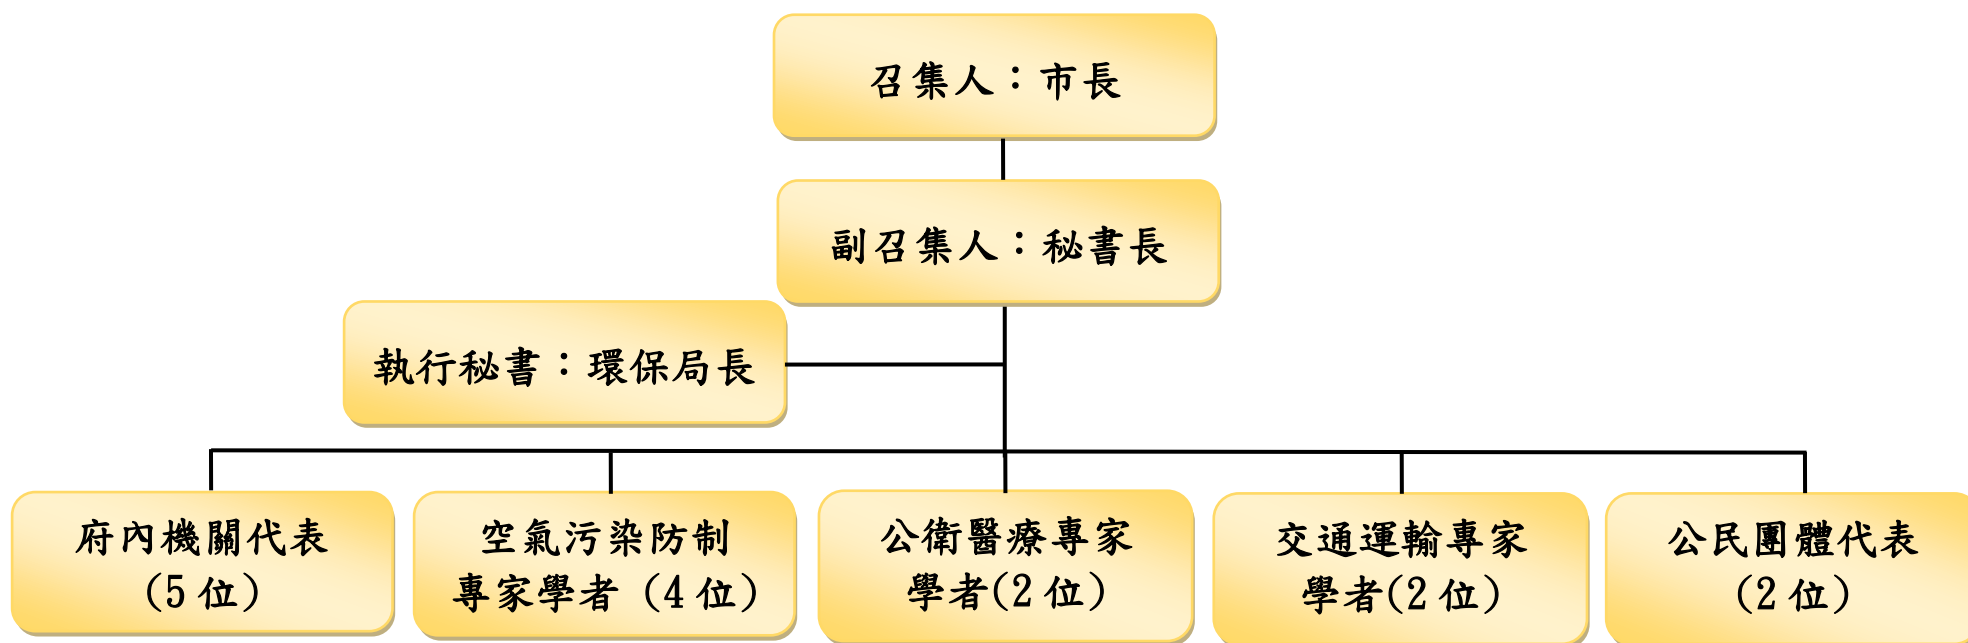 召集人：市長
副召集人：秘書長
執行秘書：環保局長
府內機關代表
(5 位)
空氣污染防制
專家學者 (4 位)
公衛醫療專家
學者(2 位)
交通運輸專家
學者(2 位)
公民團體代表
(2 位)